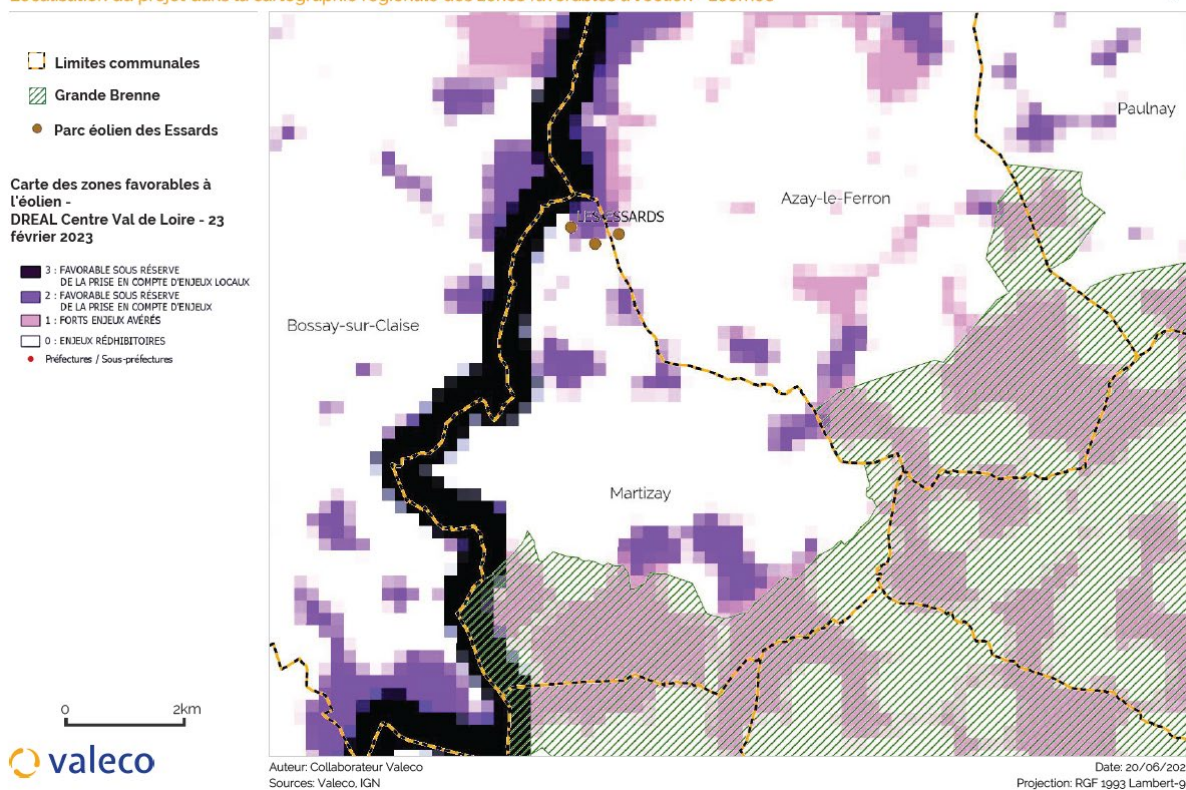 Limites communales
Grande Brenne
Parc éolien des Essards
Carte des zones favorables à
l'éolien -
DREAL Centre Val de Loire - 23
février 2023
3 : FAVORABLE SOUS RÉSERVE
DE LA PRISE EN COMPTE D'ENJEUX LOCAUX
2 : FAVORABLE SOUS RÉSERVE
DE LA PRISE EN COMPTE D'ENJEUX
1 : FORTS ENJEUX AVÉRÉS
0 : ENJEUX RÉDHIBITOIRES
Préfectures / Sous-préfectures
Paulnay
Azay-le-Ferron
LES ESSARDS
Bossay-sur-Claise
Martizay
0 2km
valeco
Auteur: Collaborateur Valeco
Sources: Valeco, IGN
Date: 20/06/202
Projection: RGF 1993 Lambert-9